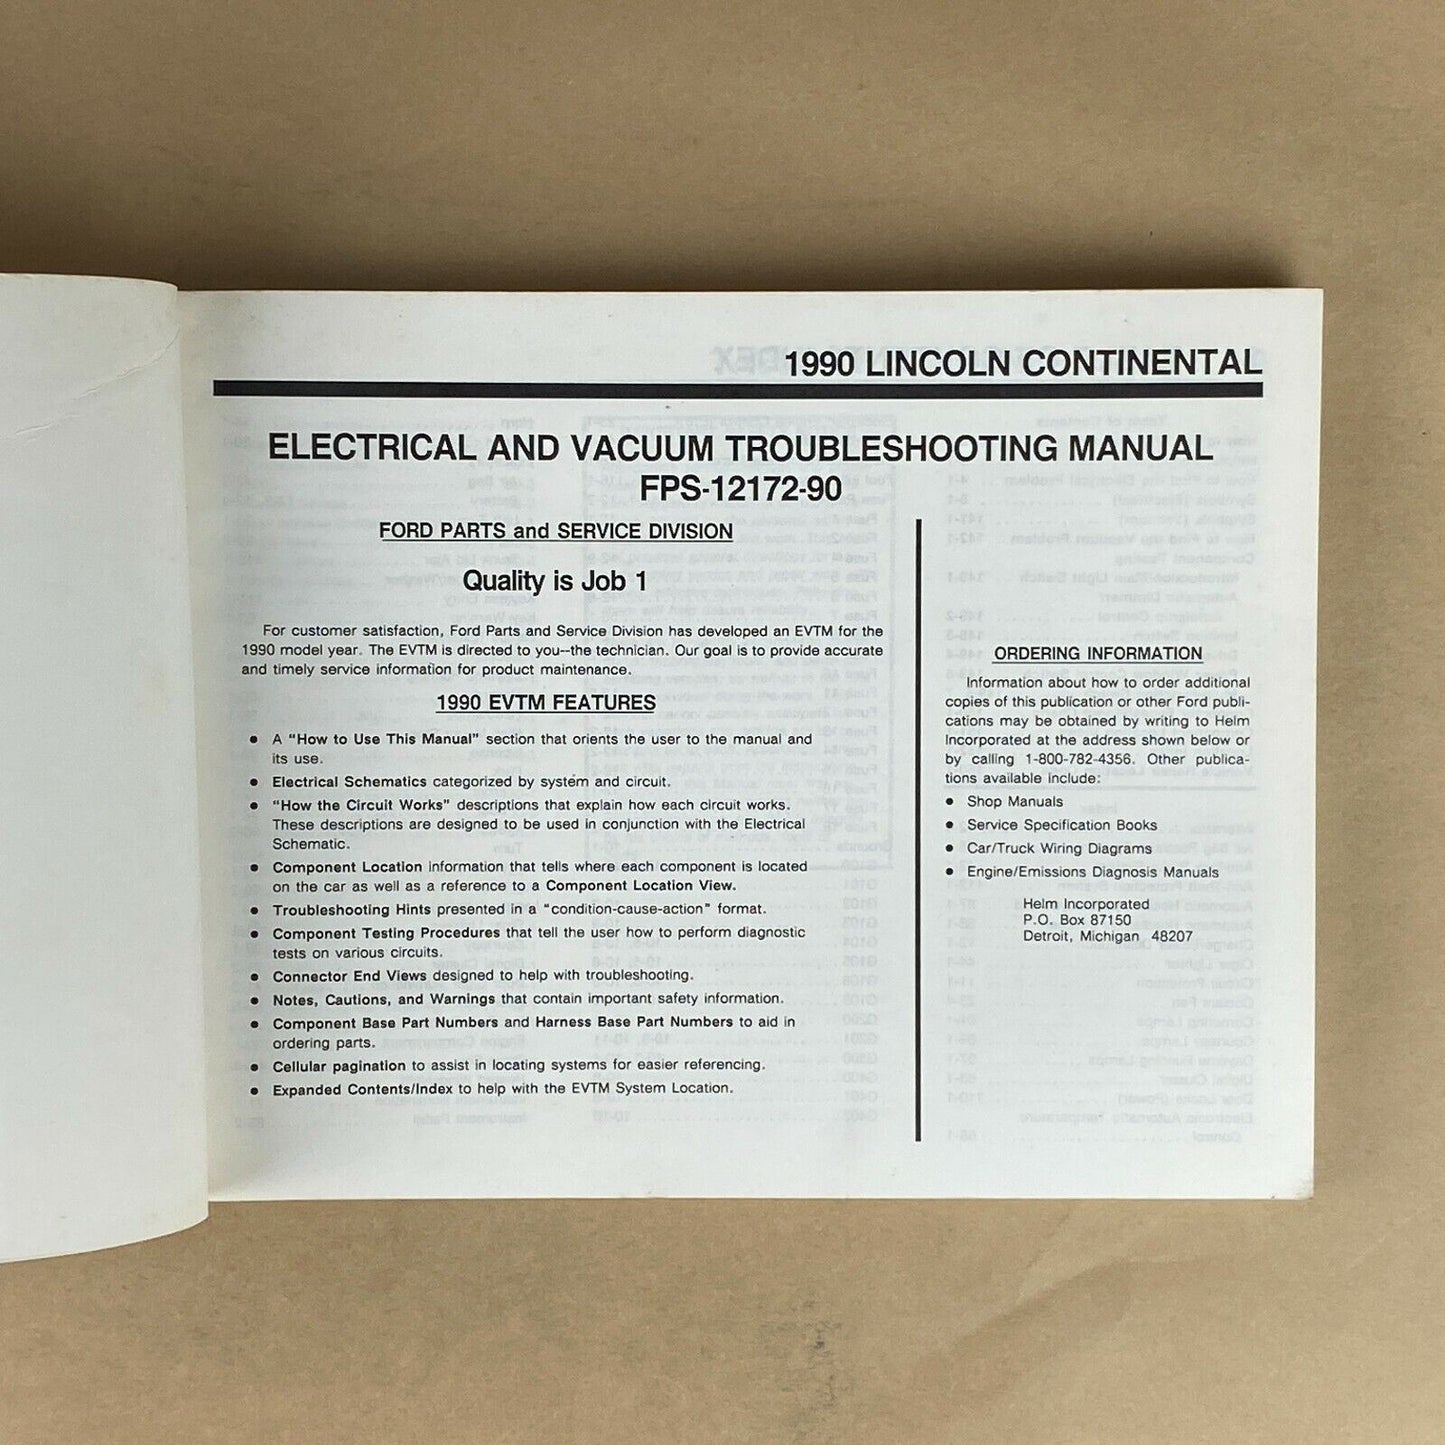 1990 LINCOLN CONTINENTAL
ELECTRICAL AND VACUUM TROUBLESHOOTING MANUAL
FPS-12172-90
FORD PARTS and SERVICE DIVISION
Quality is Job 1
For customer satisfaction, Ford Parts and Service Division has developed an EVTM for the
1990 model year. The EVTM is directed to you--the technician. Our goal is to provide accurate
and timely service information for product maintenance.
1990 EVTM FEATURES
• A “How to Use This Manual” section that orients the user to the manual and
its use.
• Electrical Schematics categorized by system and circuit.
• “How the Circuit Works” descriptions that explain how each circuit works.
These descriptions are designed to be used in conjunction with the Electrical
Schematic.
• Component Location information that tells where each component is located
on the car as well as a reference to a Component Location View.
• Troubleshooting Hints presented in a “condition-cause-action” format.
• Component Testing Procedures that tell the user how to perform diagnostic
tests on various circuits.
• Connector End Views designed to help with troubleshooting.
• Notes, Cautions, and Warnings that contain important safety information.
• Component Base Part Numbers and Harness Base Part Numbers to aid in
ordering parts.
• Cellular pagination to assist in locating systems for easier referencing.
• Expanded Contents/Index to help with the EVTM System Location.
ORDERING INFORMATION
Information about how to order additional
copies of this publication or other Ford publi-
cations may be obtained by writing to Helm
Incorporated at the address shown below or
by calling 1-800-782-4356. Other publica-
tions available include:
• Shop Manuals
• Service Specification Books
• Car/Truck Wiring Diagrams
• Engine/Emissions Diagnosis Manuals
Helm Incorporated
P.O. Box 87150
Detroit, Michigan 48207